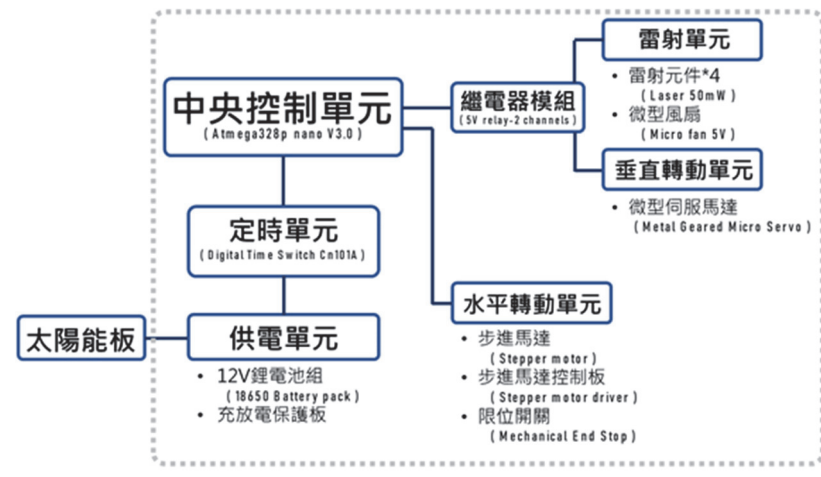 雷射單元
• 雷射元件*4
( Laser 50mW )
• 微型風扇
( Micro fan 5V )
中央控制單元
( Atmega328p nano V3.0 )
繼電器模組
( 5V relay-2 channels )
垂直轉動單元
• 微型伺服馬達
( Metal Geared Micro Servo )
定時單元
( Digital Time Switch Cn101A )
水平轉動單元
• 步進馬達
( Stepper motor )
• 步進馬達控制板
( Stepper motor driver )
• 限位開關
( Mechanical End Stop )
太陽能板
供電單元
• 12V鋰電池組
( 18650 Battery pack )
• 充放電保護板